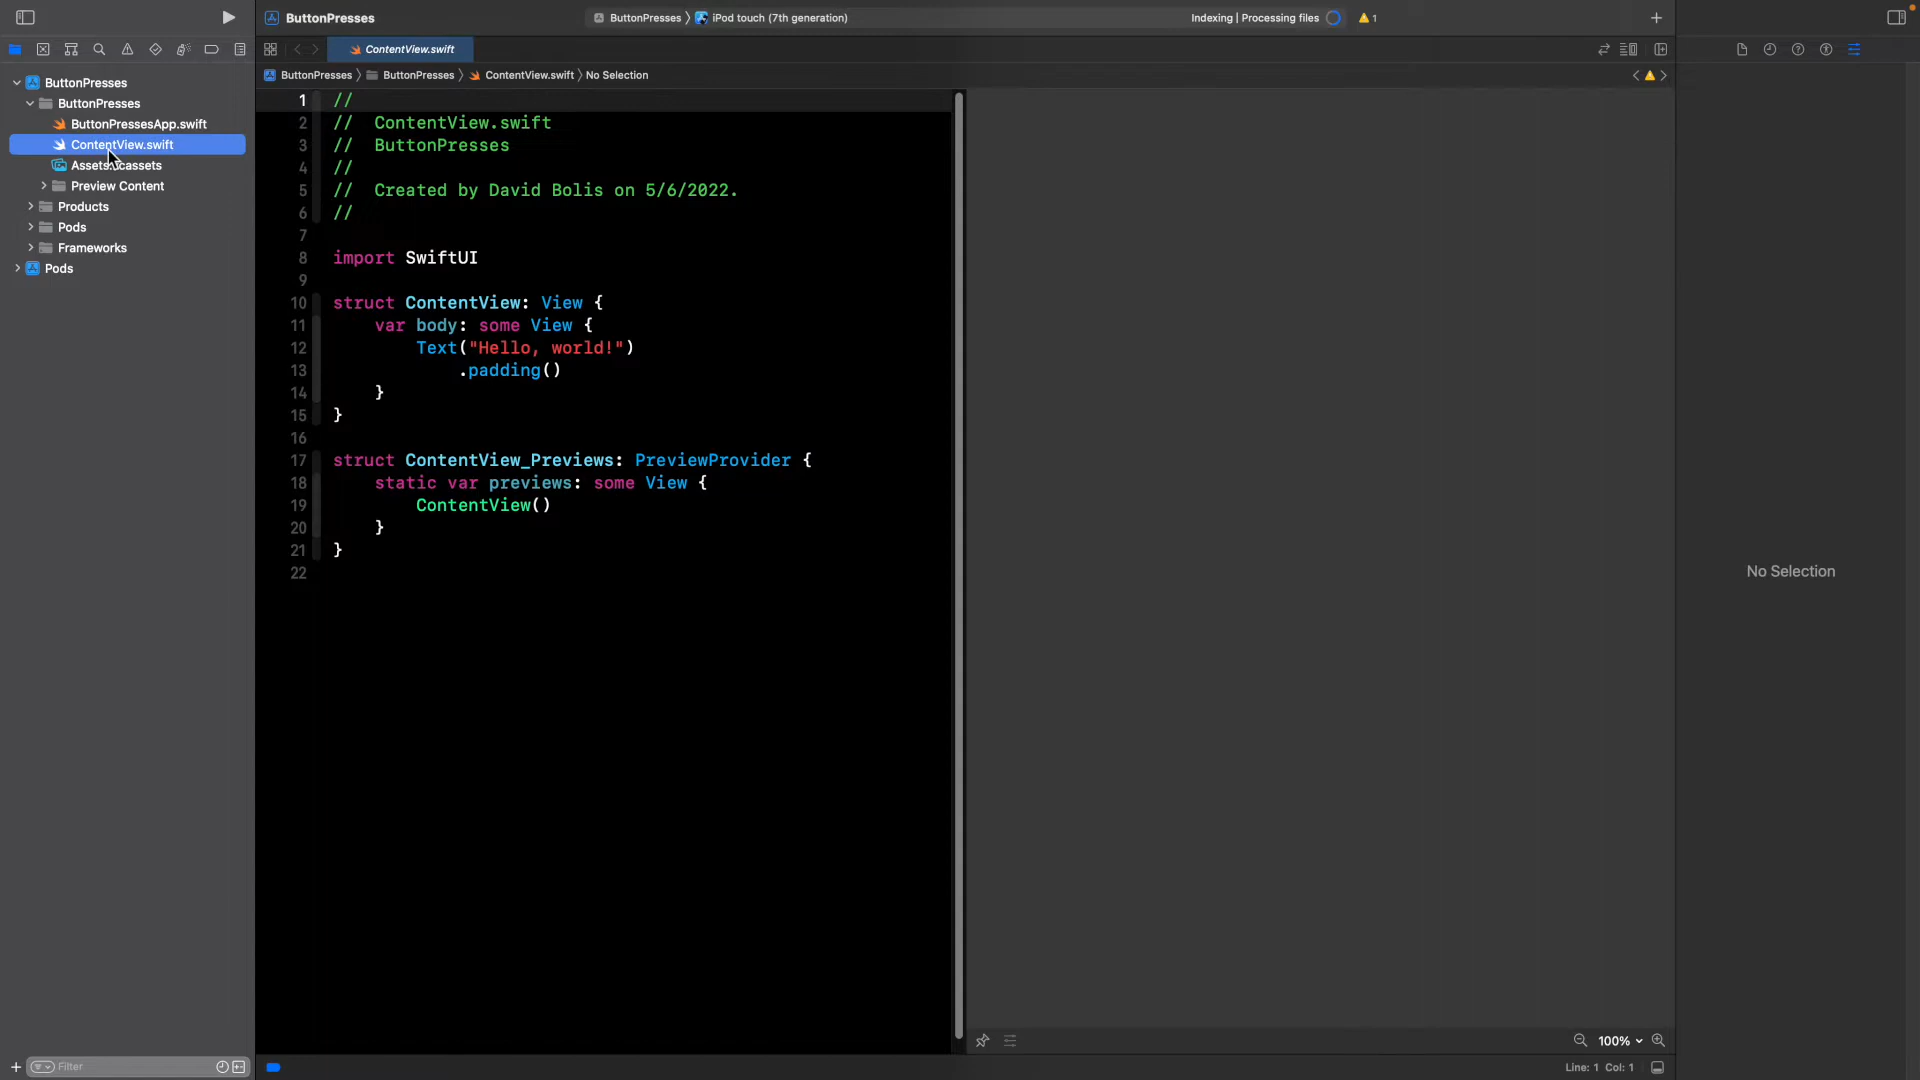 ButtonPresses
ButtonPresses 〉 iPod touch (7th generation)
Indexing | Processing files
1
ContentView.swift
ButtonPresses 〉 ButtonPresses 〉 ContentView.swift 〉 No Selection
ButtonPresses
ButtonPresses
ButtonPressesApp.swift
ContentView.swift
Preview Content
Products
Pods
Frameworks
Pods
1 //
2 //  ContentView.swift
3 //  ButtonPresses
4 //
5 //  Created by David Bolis on 5/6/2022.
6 //
7
8 import SwiftUI
9
10 struct ContentView: View {
11     var body: some View {
12         Text("Hello, world!")
13             .padding()
14     }
15 }
16
17 struct ContentView_Previews: PreviewProvider {
18     static var previews: some View {
19         ContentView()
20     }
21 }
22
No Selection
100%
Filter
Line: 1 Col: 1